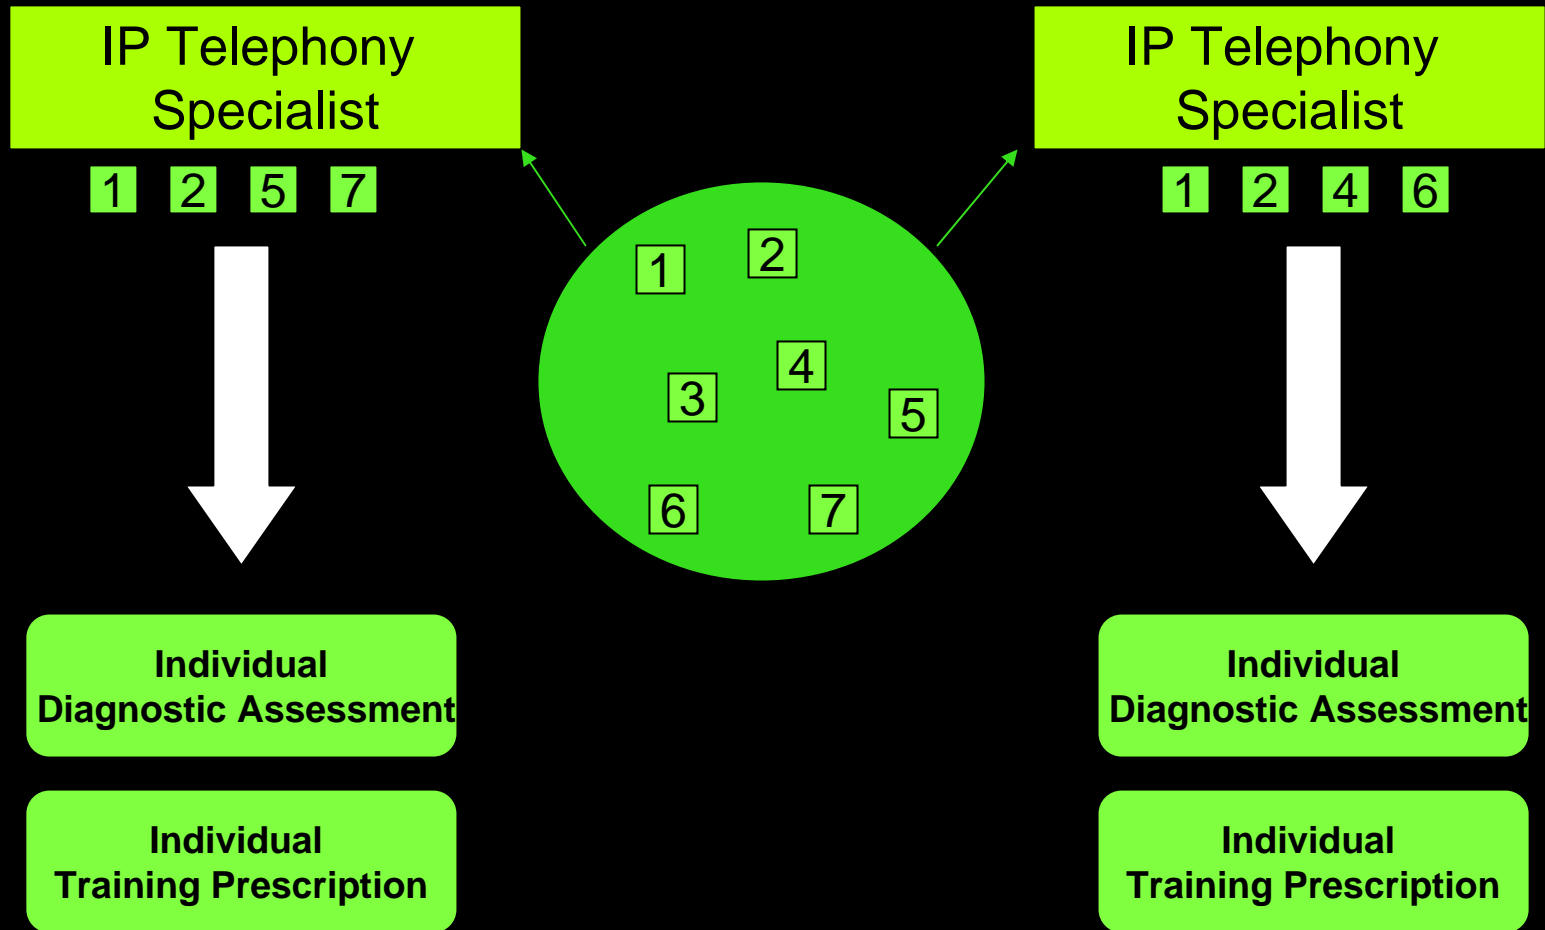 IP Telephony
Specialist
1 2 5 7
IP Telephony
Specialist
1 2 4 6
1
2
3
4
5
6
7
Individual
Diagnostic Assessment
Individual
Training Prescription
Individual
Diagnostic Assessment
Individual
Training Prescription